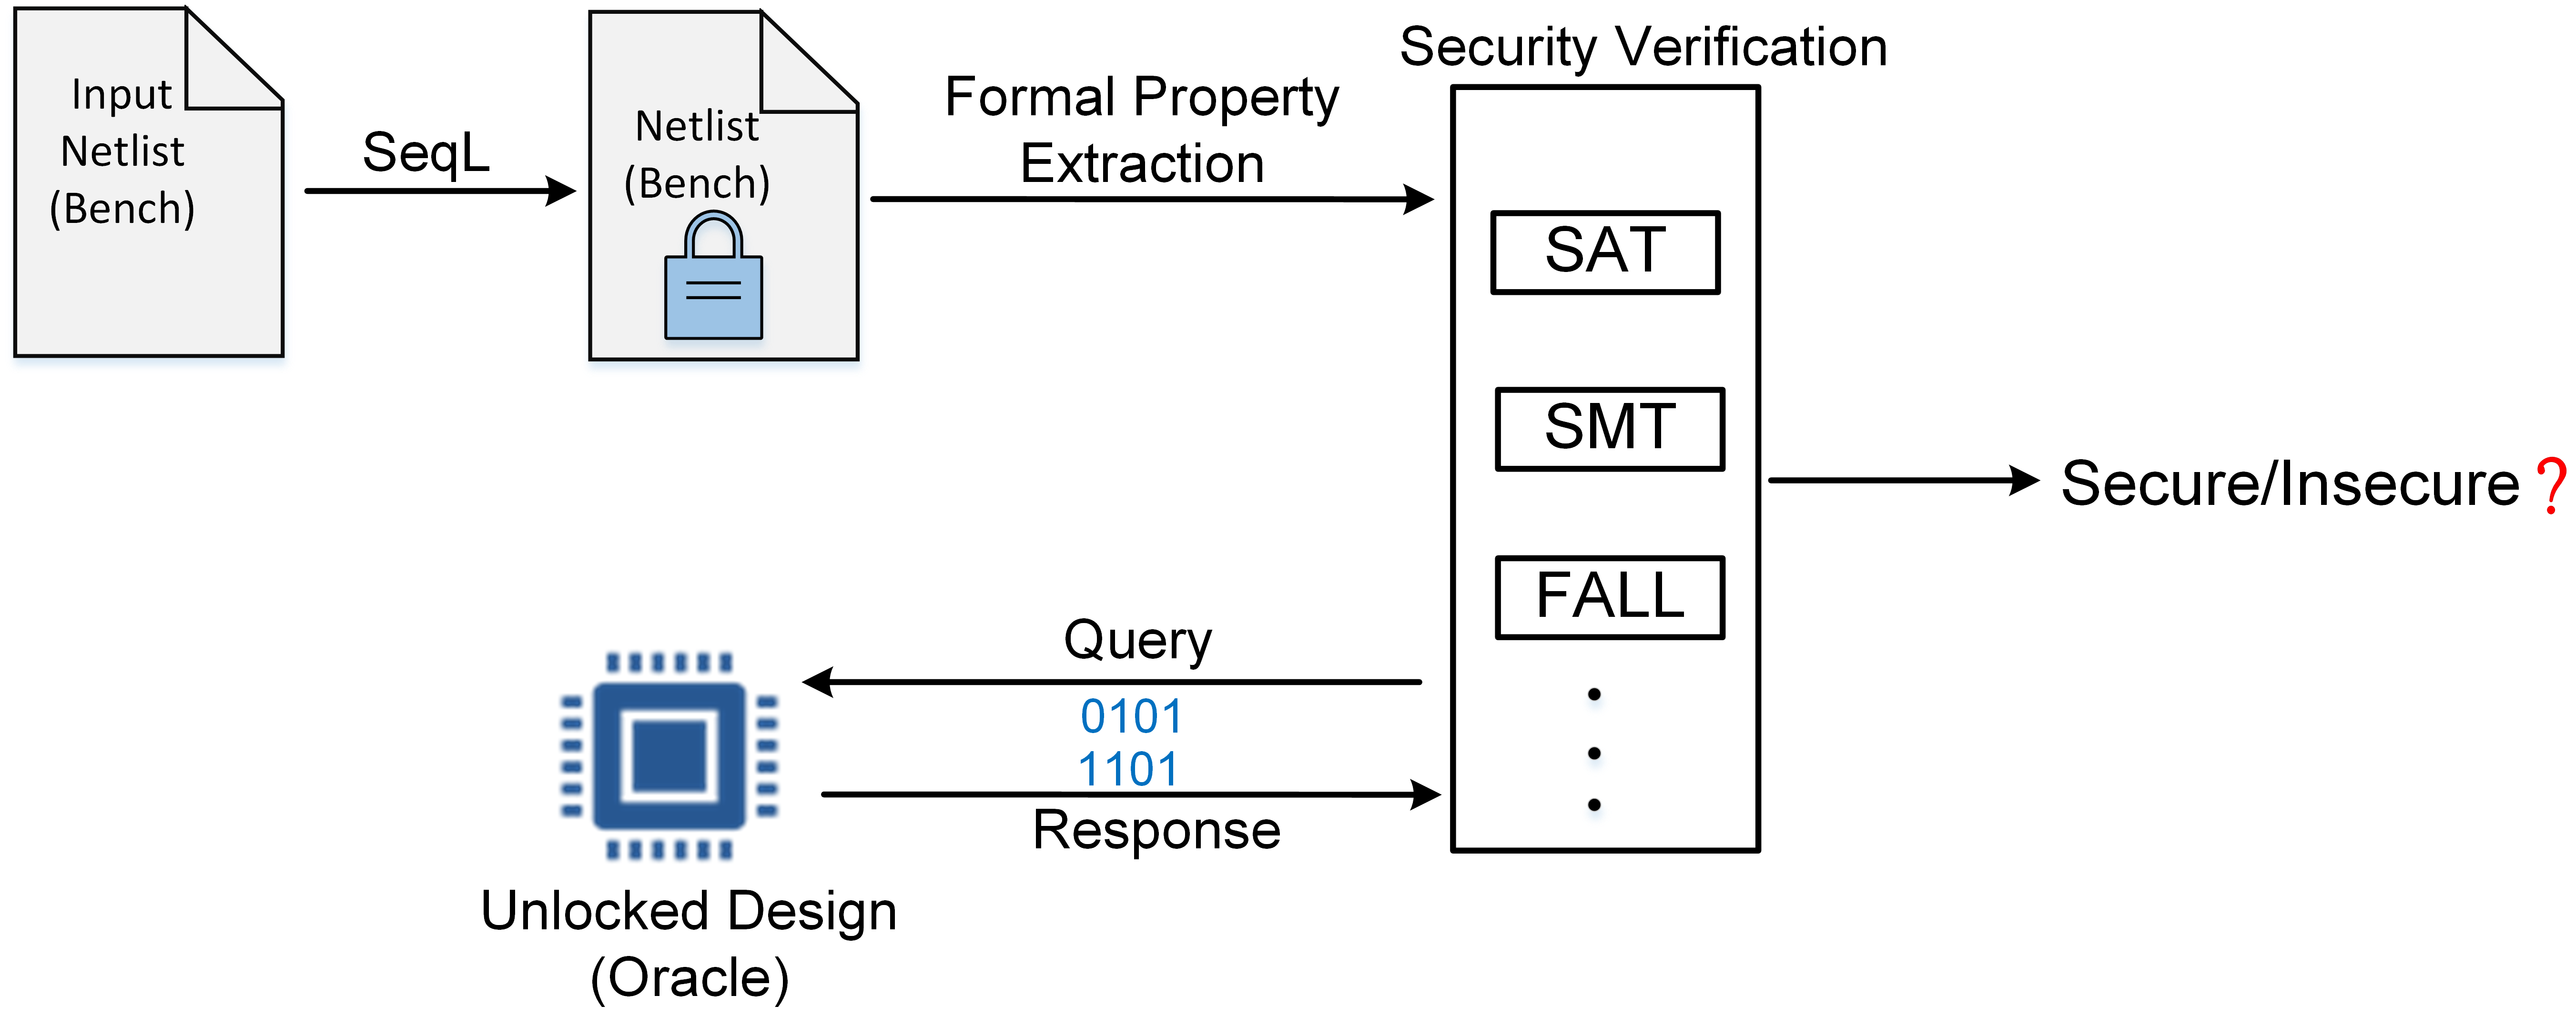 Input
Netlist
(Bench)
SeqL
Netlist
(Bench)
Formal Property
Extraction
Security Verification
SAT
SMT
FALL
Secure/Insecure ?
Query
0101
1101
Response
Unlocked Design
(Oracle)